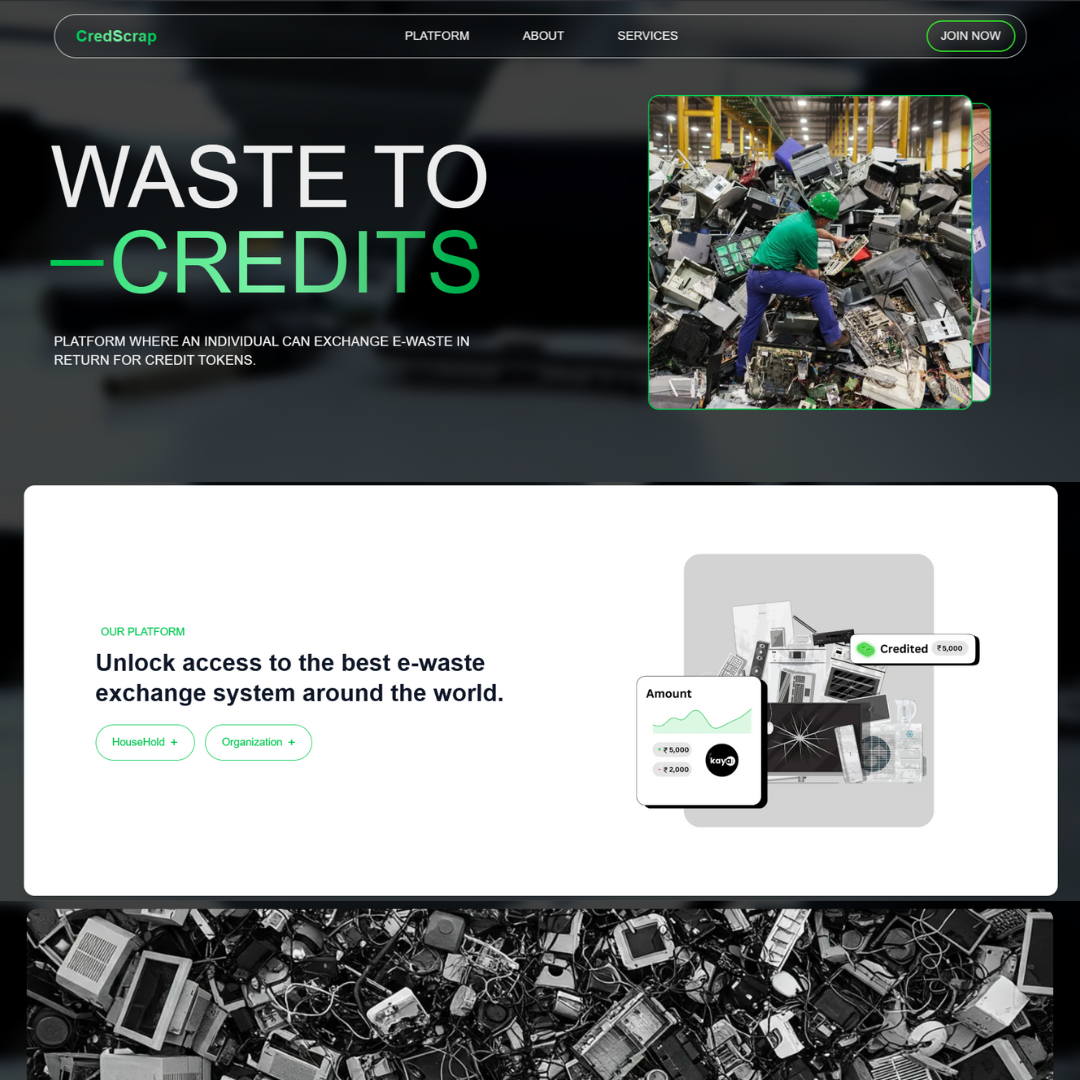 CredScrap
PLATFORM
ABOUT
SERVICES
JOIN NOW
WASTE TO
—CREDITS
PLATFORM WHERE AN INDIVIDUAL CAN EXCHANGE E-WASTE IN
RETURN FOR CREDIT TOKENS.
OUR PLATFORM
Unlock access to the best e-waste
exchange system around the world.
HouseHold +
Organization +
Credited ₹5,000
Amount
+ ₹ 5,000
- ₹ 2,000
kaya